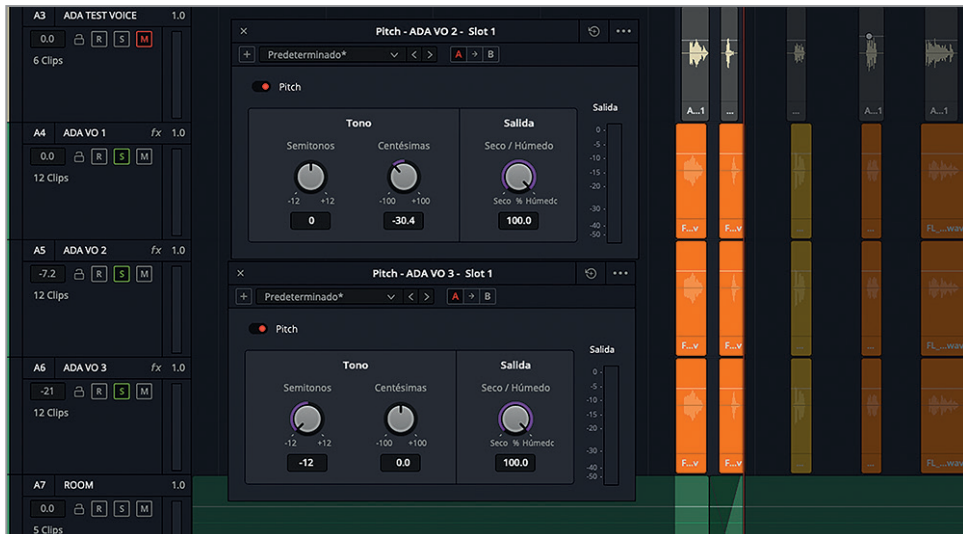 A3 ADA TEST VOICE 1.0
0.0 R S M
6 Clips
A4 ADA VO 1 fx 1.0
0.0 R S M
12 Clips
A5 ADA VO 2 fx 1.0
-7.2 R S M
12 Clips
A6 ADA VO 3 fx 1.0
-21 R S M
12 Clips
A7 ROOM 1.0
0.0 R S M
5 Clips
× Pitch - ADA VO 2 - Slot 1 •••
+ Predeterminado* < > A → B
Pitch
Salida
Tono
Salida
Semitonos Centésimas Seco / Húmedo
-12 +12 -100 +100 Seco % Húmedc
0 -30.4 100.0
0 -
-5 -
-10 -
-15 -
-20 -
-30 -
-40 -
-50 -
× Pitch - ADA VO 3 - Slot 1 •••
+ Predeterminado* < > A → B
Pitch
Salida
Tono
Salida
Semitonos Centésimas Seco / Húmedo
-12 +12 -100 +100 Seco % Húmedc
-12 0.0 100.0
0 -
-5 -
-10 -
-15 -
-20 -
-30 -
-40 -
-50 -
A...1 ... ... A...1 A...1
F...v F...v ... ... FL_...wav
F...v F...v ... ... FL_...wav
F...v F...v ... ... FL_...wav